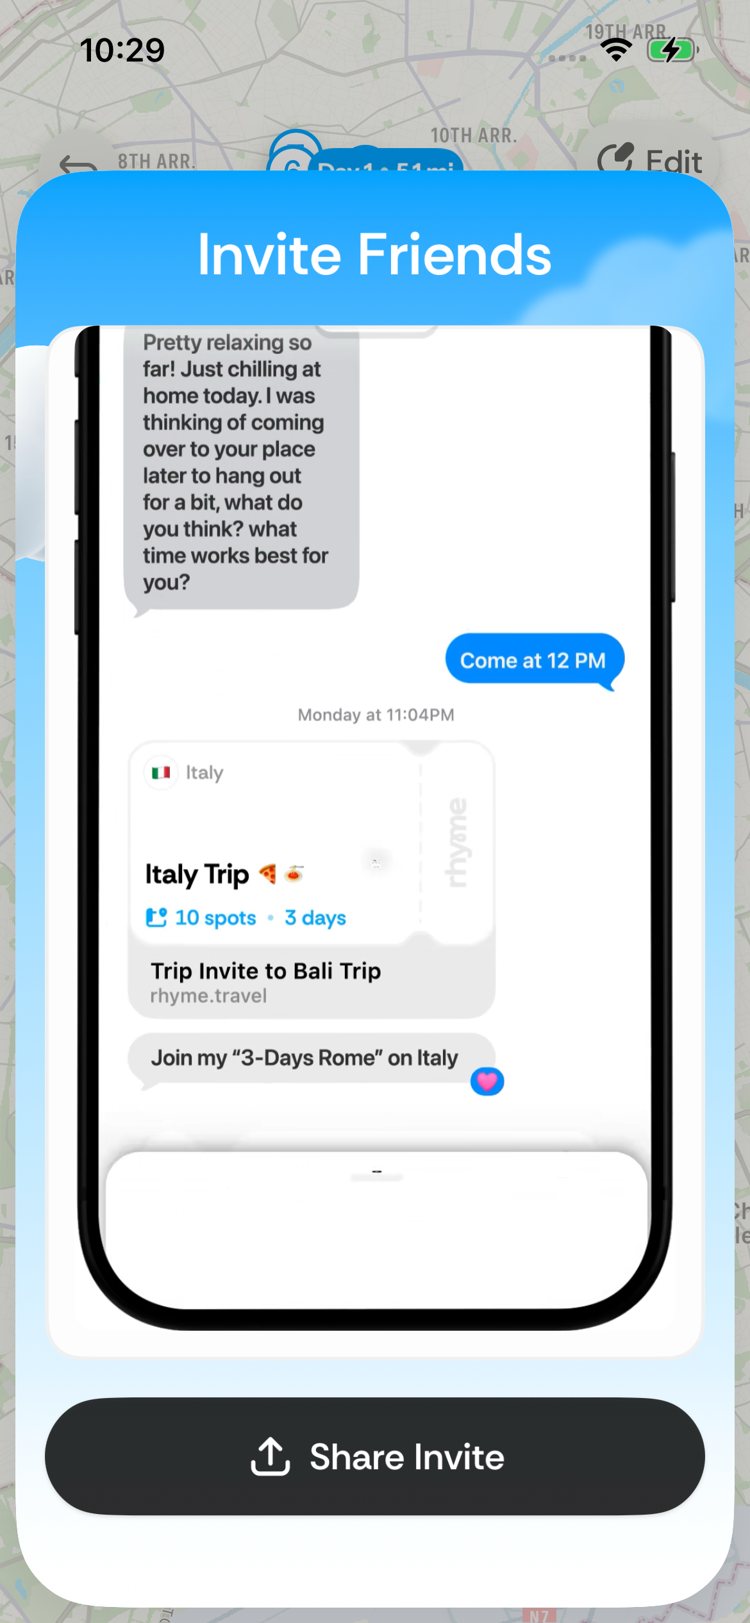 10:29
19TH ARR.
10TH ARR.
8TH ARR.
Day 1 • 51mi
Edit
Invite Friends
Pretty relaxing so
far! Just chilling at
home today. I was
thinking of coming
over to your place
later to hang out
for a bit, what do
you think? what
time works best for
you?
Come at 12 PM
Monday at 11:04PM
Italy
rhyme
Italy Trip 🍕 🍝
10 spots • 3 days
Trip Invite to Bali Trip
rhyme.travel
Join my “3-Days Rome” on Italy
Share Invite
N7